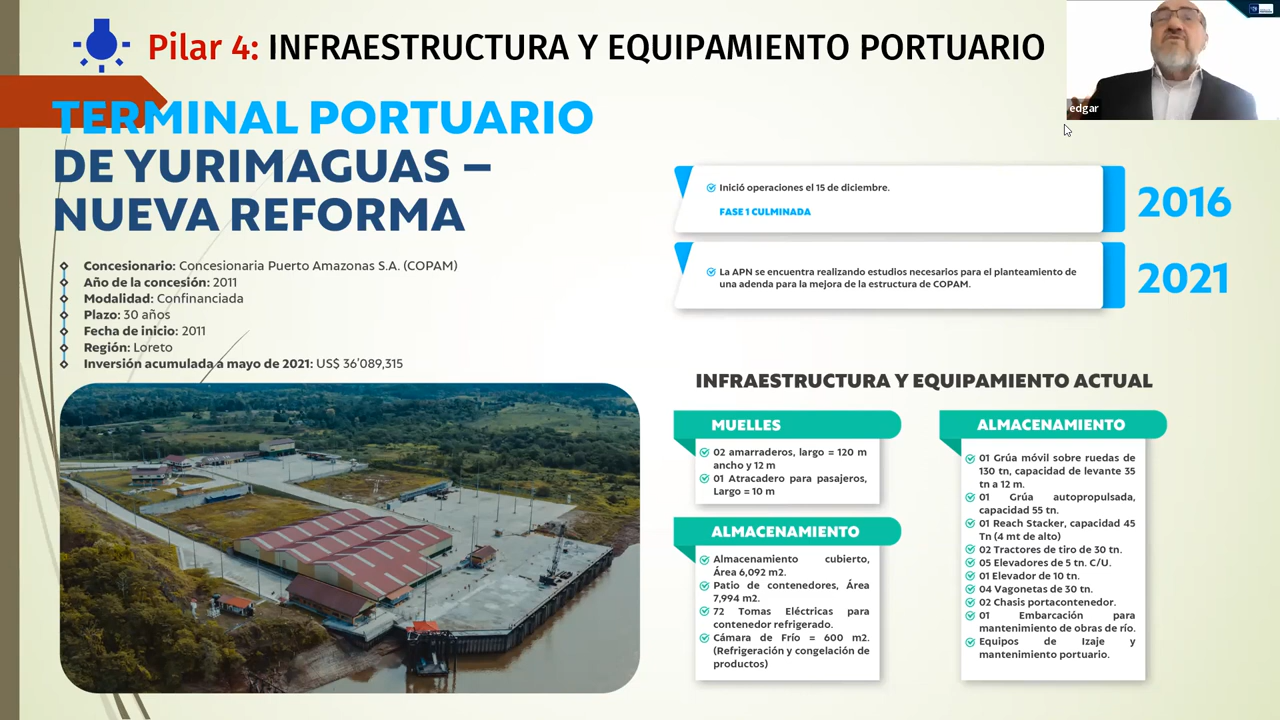 Pilar 4: INFRAESTRUCTURA Y EQUIPAMIENTO PORTUARIO
edgar
TERMINAL PORTUARIO
DE YURIMAGUAS –
NUEVA REFORMA
Concesionario: Concesionaria Puerto Amazonas S.A. (COPAM)
Año de la concesión: 2011
Modalidad: Confinanciada
Plazo: 30 años
Fecha de inicio: 2011
Región: Loreto
Inversión acumulada a mayo de 2021: US$ 36'089,315
Inició operaciones el 15 de diciembre.
FASE 1 CULMINADA
2016
La APN se encuentra realizando estudios necesarios para el planteamiento de
una adenda para la mejora de la estructura de COPAM.
2021
INFRAESTRUCTURA Y EQUIPAMIENTO ACTUAL
MUELLES
02 amarraderos, largo = 120 m
ancho y 12 m
01 Atracadero para pasajeros,
Largo = 10 m
ALMACENAMIENTO
Almacenamiento cubierto,
Área 6,092 m2.
Patio de contenedores, Área
7,994 m2.
72 Tomas Eléctricas para
contenedor refrigerado.
Cámara de Frío = 600 m2.
(Refrigeración y congelación de
productos)
ALMACENAMIENTO
01 Grúa móvil sobre ruedas de
130 tn, capacidad de levante 35
tn a 12 m.
01 Grúa autopropulsada,
capacidad 55 tn.
01 Reach Stacker, capacidad 45
Tn (4 mt de alto)
02 Tractores de tiro de 30 tn.
05 Elevadores de 5 tn. C/U.
01 Elevador de 10 tn.
04 Vagonetas de 30 tn.
02 Chasis portacontenedor.
01 Embarcación para
mantenimiento de obras de río.
Equipos de Izaje y
mantenimiento portuario.